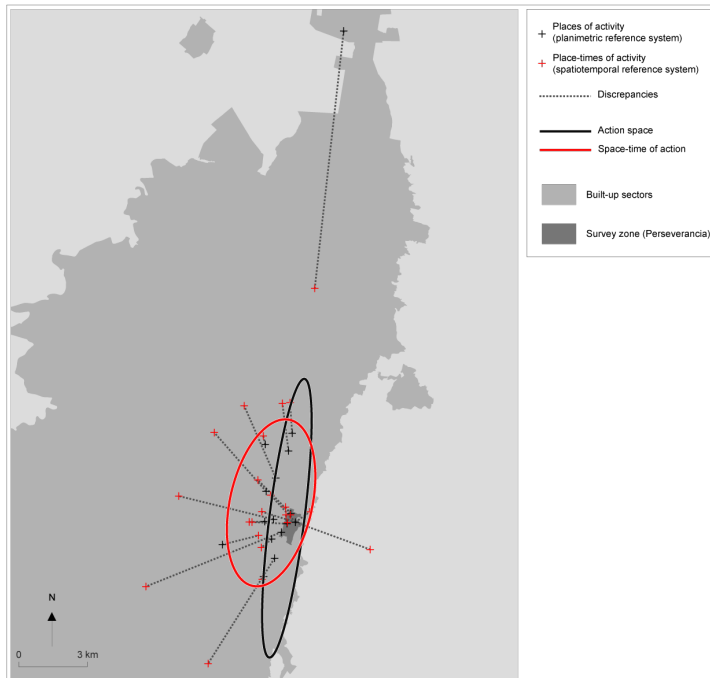 Places of activity
(planimetric reference system)
Place-times of activity
(spatiotemporal reference system)
Discrepancies
Action space
Space-time of action
Built-up sectors
Survey zone (Perseverancia)
N
0 3 km